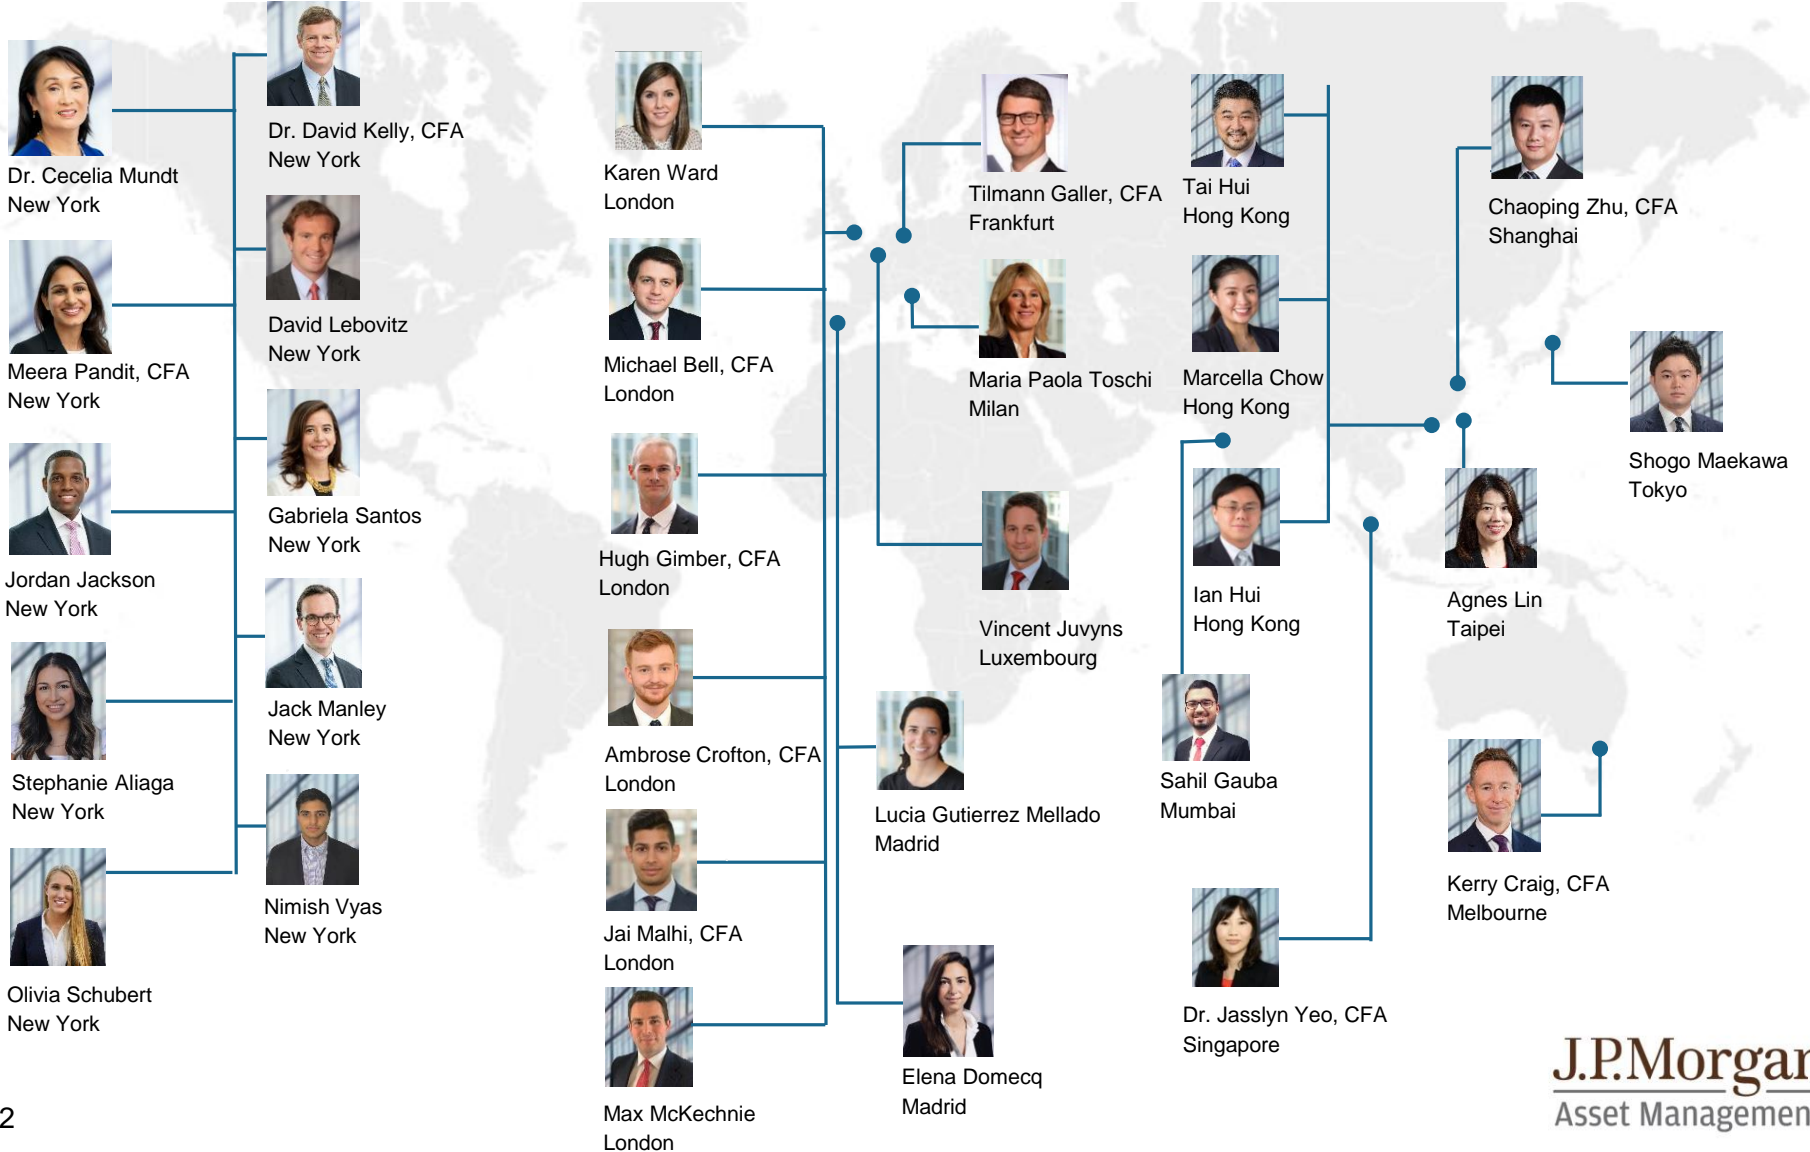 Dr. Cecelia Mundt
New York
Meera Pandit, CFA
New York
Jordan Jackson
New York
Stephanie Aliaga
New York
Olivia Schubert
New York
Dr. David Kelly, CFA
New York
David Lebovitz
New York
Gabriela Santos
New York
Jack Manley
New York
Nimish Vyas
New York
Karen Ward
London
Michael Bell, CFA
London
Hugh Gimber, CFA
London
Ambrose Crofton, CFA
London
Jai Malhi, CFA
London
Max McKechnie
London
Tilmann Galler, CFA
Frankfurt
Maria Paola Toschi
Milan
Vincent Juvyns
Luxembourg
Lucia Gutierrez Mellado
Madrid
Elena Domecq
Madrid
Tai Hui
Hong Kong
Marcella Chow
Hong Kong
Ian Hui
Hong Kong
Sahil Gauba
Mumbai
Dr. Jasslyn Yeo, CFA
Singapore
Chaoping Zhu, CFA
Shanghai
Shogo Maekawa
Tokyo
Agnes Lin
Taipei
Kerry Craig, CFA
Melbourne
2
J.P.Morgan
Asset Managemen